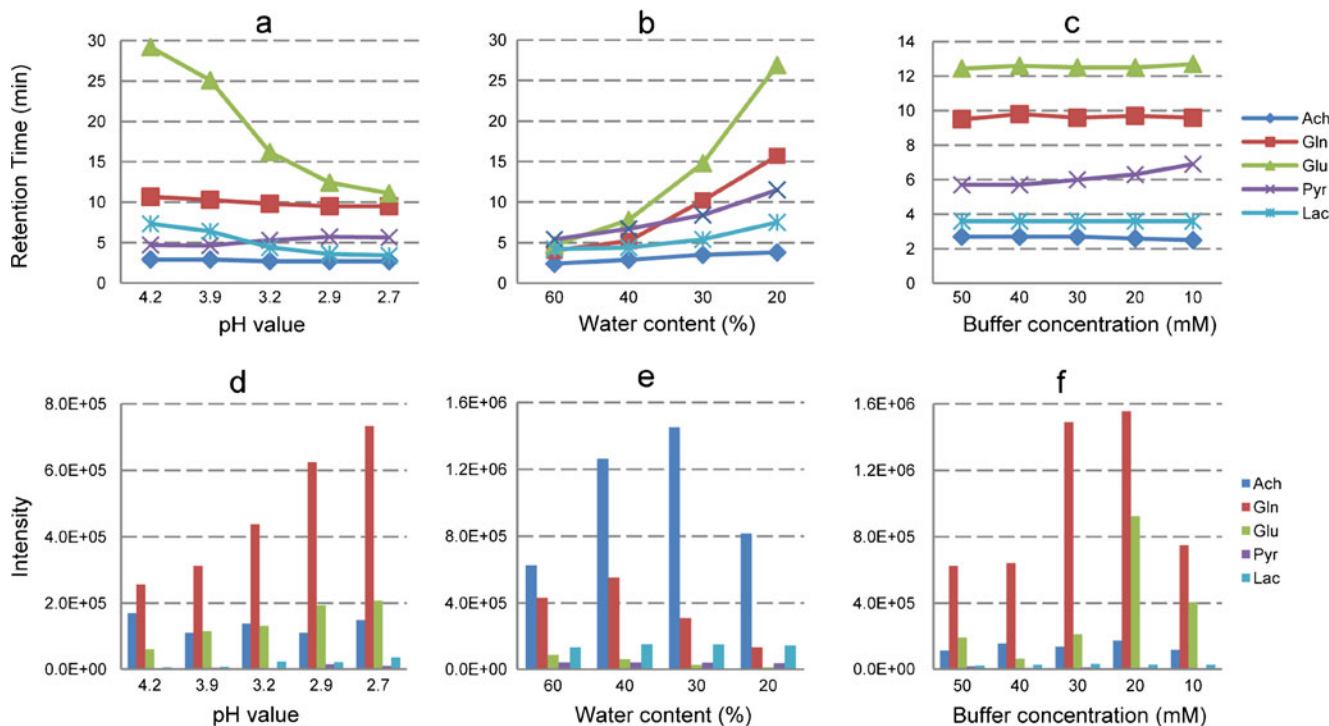 a
b
c
Retention Time (min)
30
25
20
15
10
5
0
4.2 3.9 3.2 2.9 2.7
pH value
30
25
20
15
10
5
0
60 40 30 20
Water content (%)
14
12
10
8
6
4
2
0
50 40 30 20 10
Buffer concentration (mM)
Ach
Gln
Glu
Pyr
Lac
d
e
f
Intensity
8.0E+05
6.0E+05
4.0E+05
2.0E+05
0.0E+00
4.2 3.9 3.2 2.9 2.7
pH value
1.6E+06
1.2E+06
8.0E+05
4.0E+05
0.0E+00
60 40 30 20
Water content (%)
1.6E+06
1.2E+06
8.0E+05
4.0E+05
0.0E+00
50 40 30 20 10
Buffer concentration (mM)
Ach
Gln
Glu
Pyr
Lac